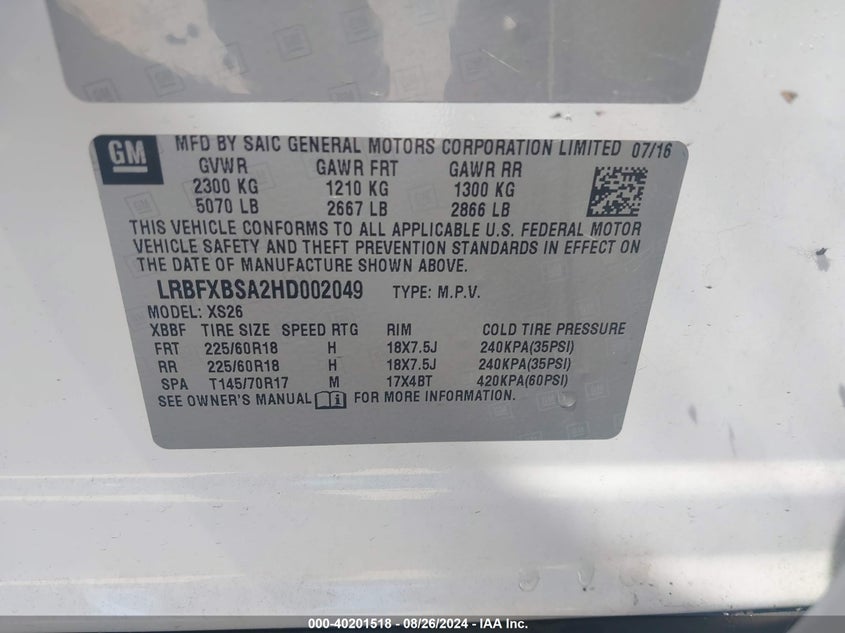 GM
MFD BY SAIC GENERAL MOTORS CORPORATION LIMITED 07/16
GVWR GAWR FRT GAWR RR
2300 KG 1210 KG 1300 KG
5070 LB 2667 LB 2866 LB
THIS VEHICLE CONFORMS TO ALL APPLICABLE U.S. FEDERAL MOTOR
VEHICLE SAFETY AND THEFT PREVENTION STANDARDS IN EFFECT ON
THE DATE OF MANUFACTURE SHOWN ABOVE.
LRBFXBSA2HD002049 TYPE: M.P.V.
MODEL: XS26
XBBF TIRE SIZE SPEED RTG RIM COLD TIRE PRESSURE
FRT 225/60R18 H 18X7.5J 240KPA(35PSI)
RR 225/60R18 H 18X7.5J 240KPA(35PSI)
SPA T145/70R17 M 17X4BT 420KPA(60PSI)
SEE OWNER'S MANUAL FOR MORE INFORMATION.
000-40201518 - 08/26/2024 - IAA Inc.